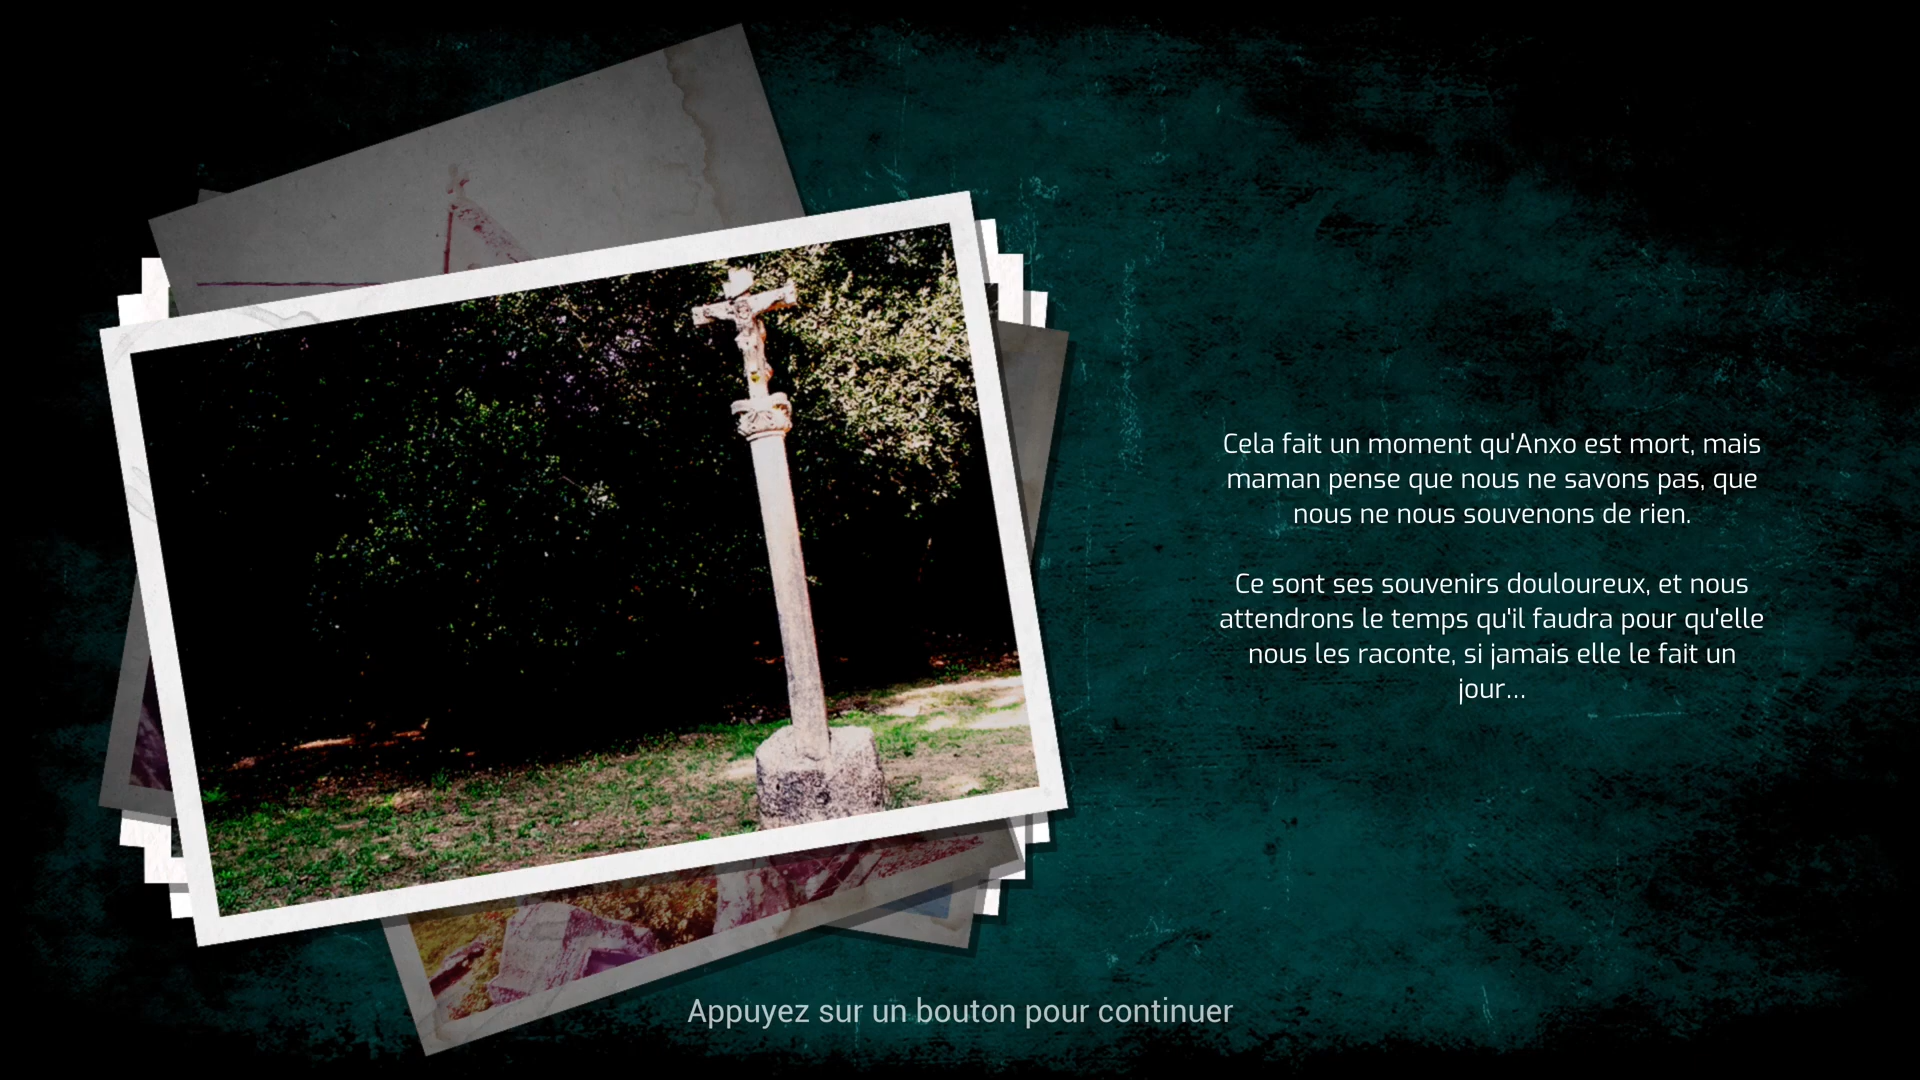 Cela fait un moment qu'Anxo est mort, mais
maman pense que nous ne savons pas, que
nous ne nous souvenons de rien.
Ce sont ses souvenirs douloureux, et nous
attendrons le temps qu'il faudra pour qu'elle
nous les raconte, si jamais elle le fait un
jour...
Appuyez sur un bouton pour continuer